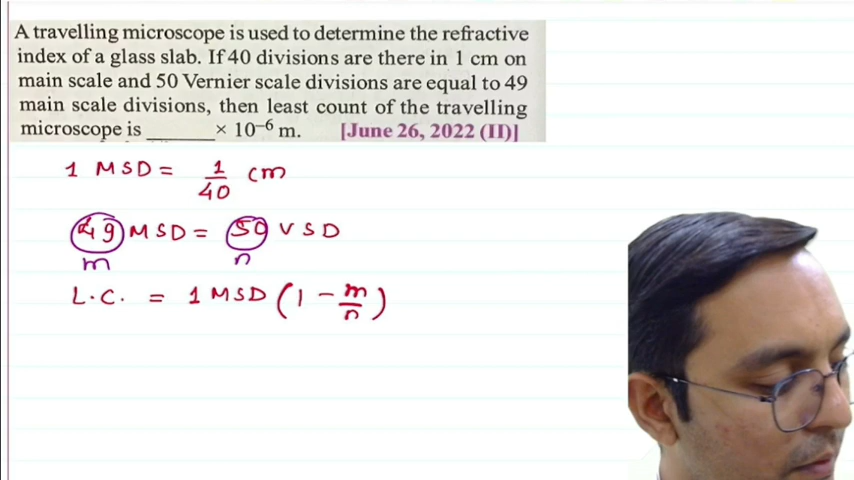 A travelling microscope is used to determine the refractive
index of a glass slab. If 40 divisions are there in 1 cm on
main scale and 50 Vernier scale divisions are equal to 49
main scale divisions, then least count of the travelling
microscope is ______ × 10⁻⁶ m. [June 26, 2022 (II)]
1 MSD = 1/40 cm
49 MSD = 50 VSD
m n
L.C. = 1 MSD (1 - m/n)